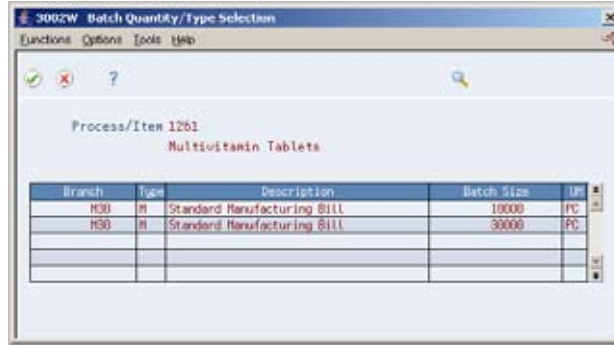 3002W Batch Quantity/Type Selection
Functions Options Tools Help
?
Process/Item 1261
Multivitamin Tablets
Branch Type Description Batch Size UM
M30 M Standard Manufacturing Bill 10000 PC
M30 M Standard Manufacturing Bill 30000 PC